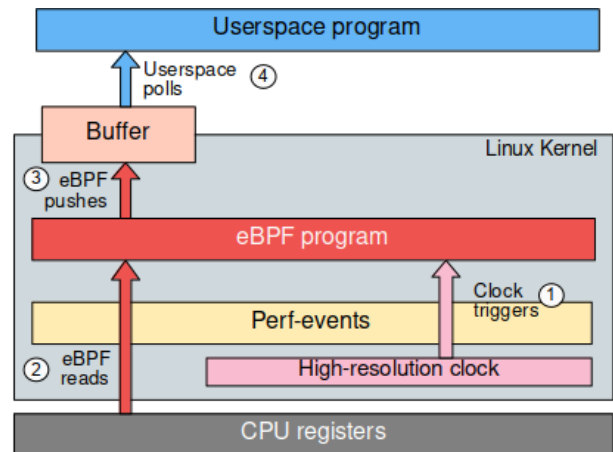 Userspace program
Userspace
polls
4
Buffer
Linux Kernel
3
eBPF
pushes
eBPF program
Clock
triggers
1
Perf-events
2
eBPF
reads
High-resolution clock
CPU registers